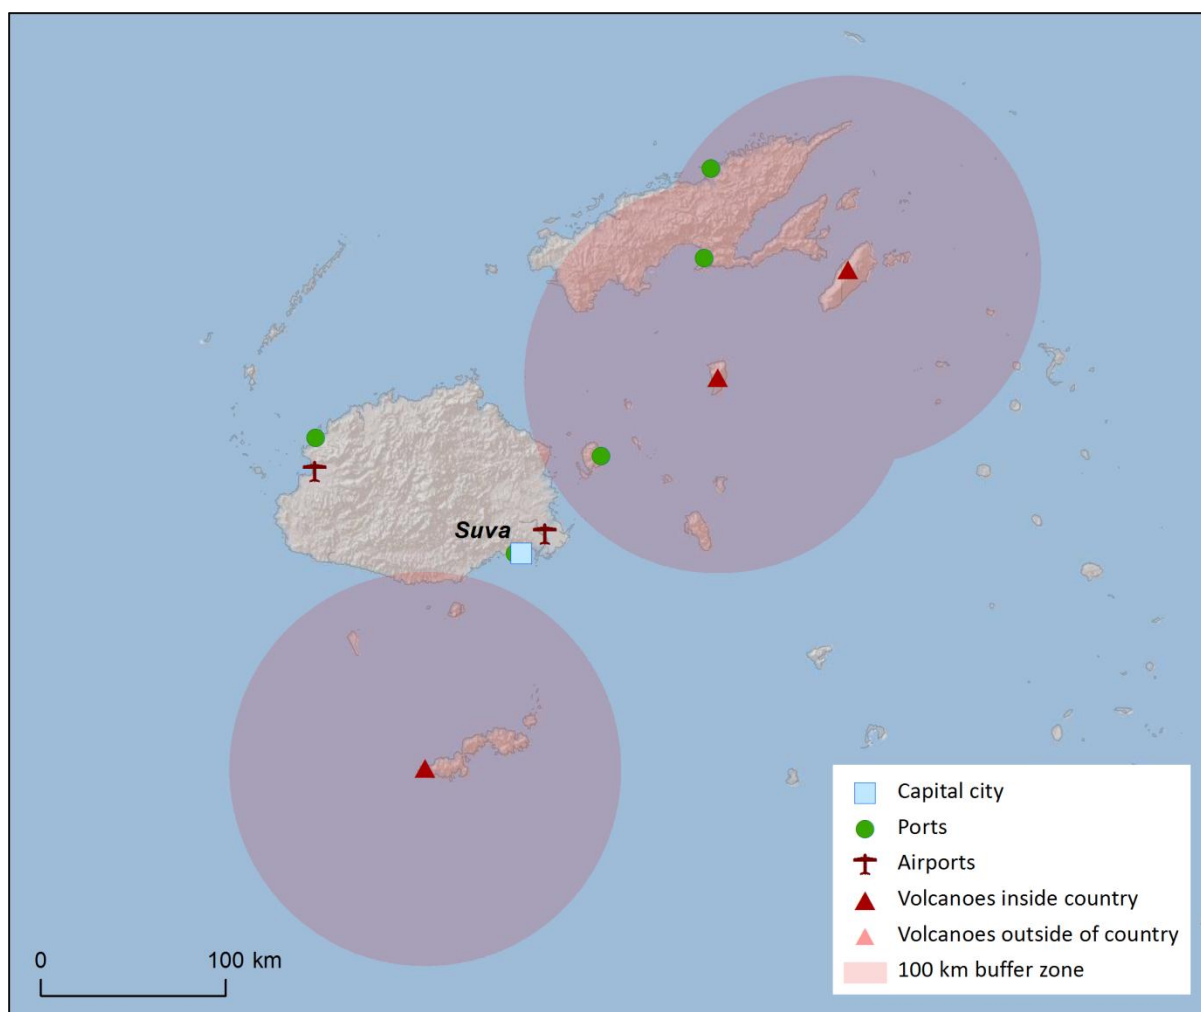 Suva
Capital city
Ports
Airports
Volcanoes inside country
Volcanoes outside of country
100 km buffer zone
0 100 km